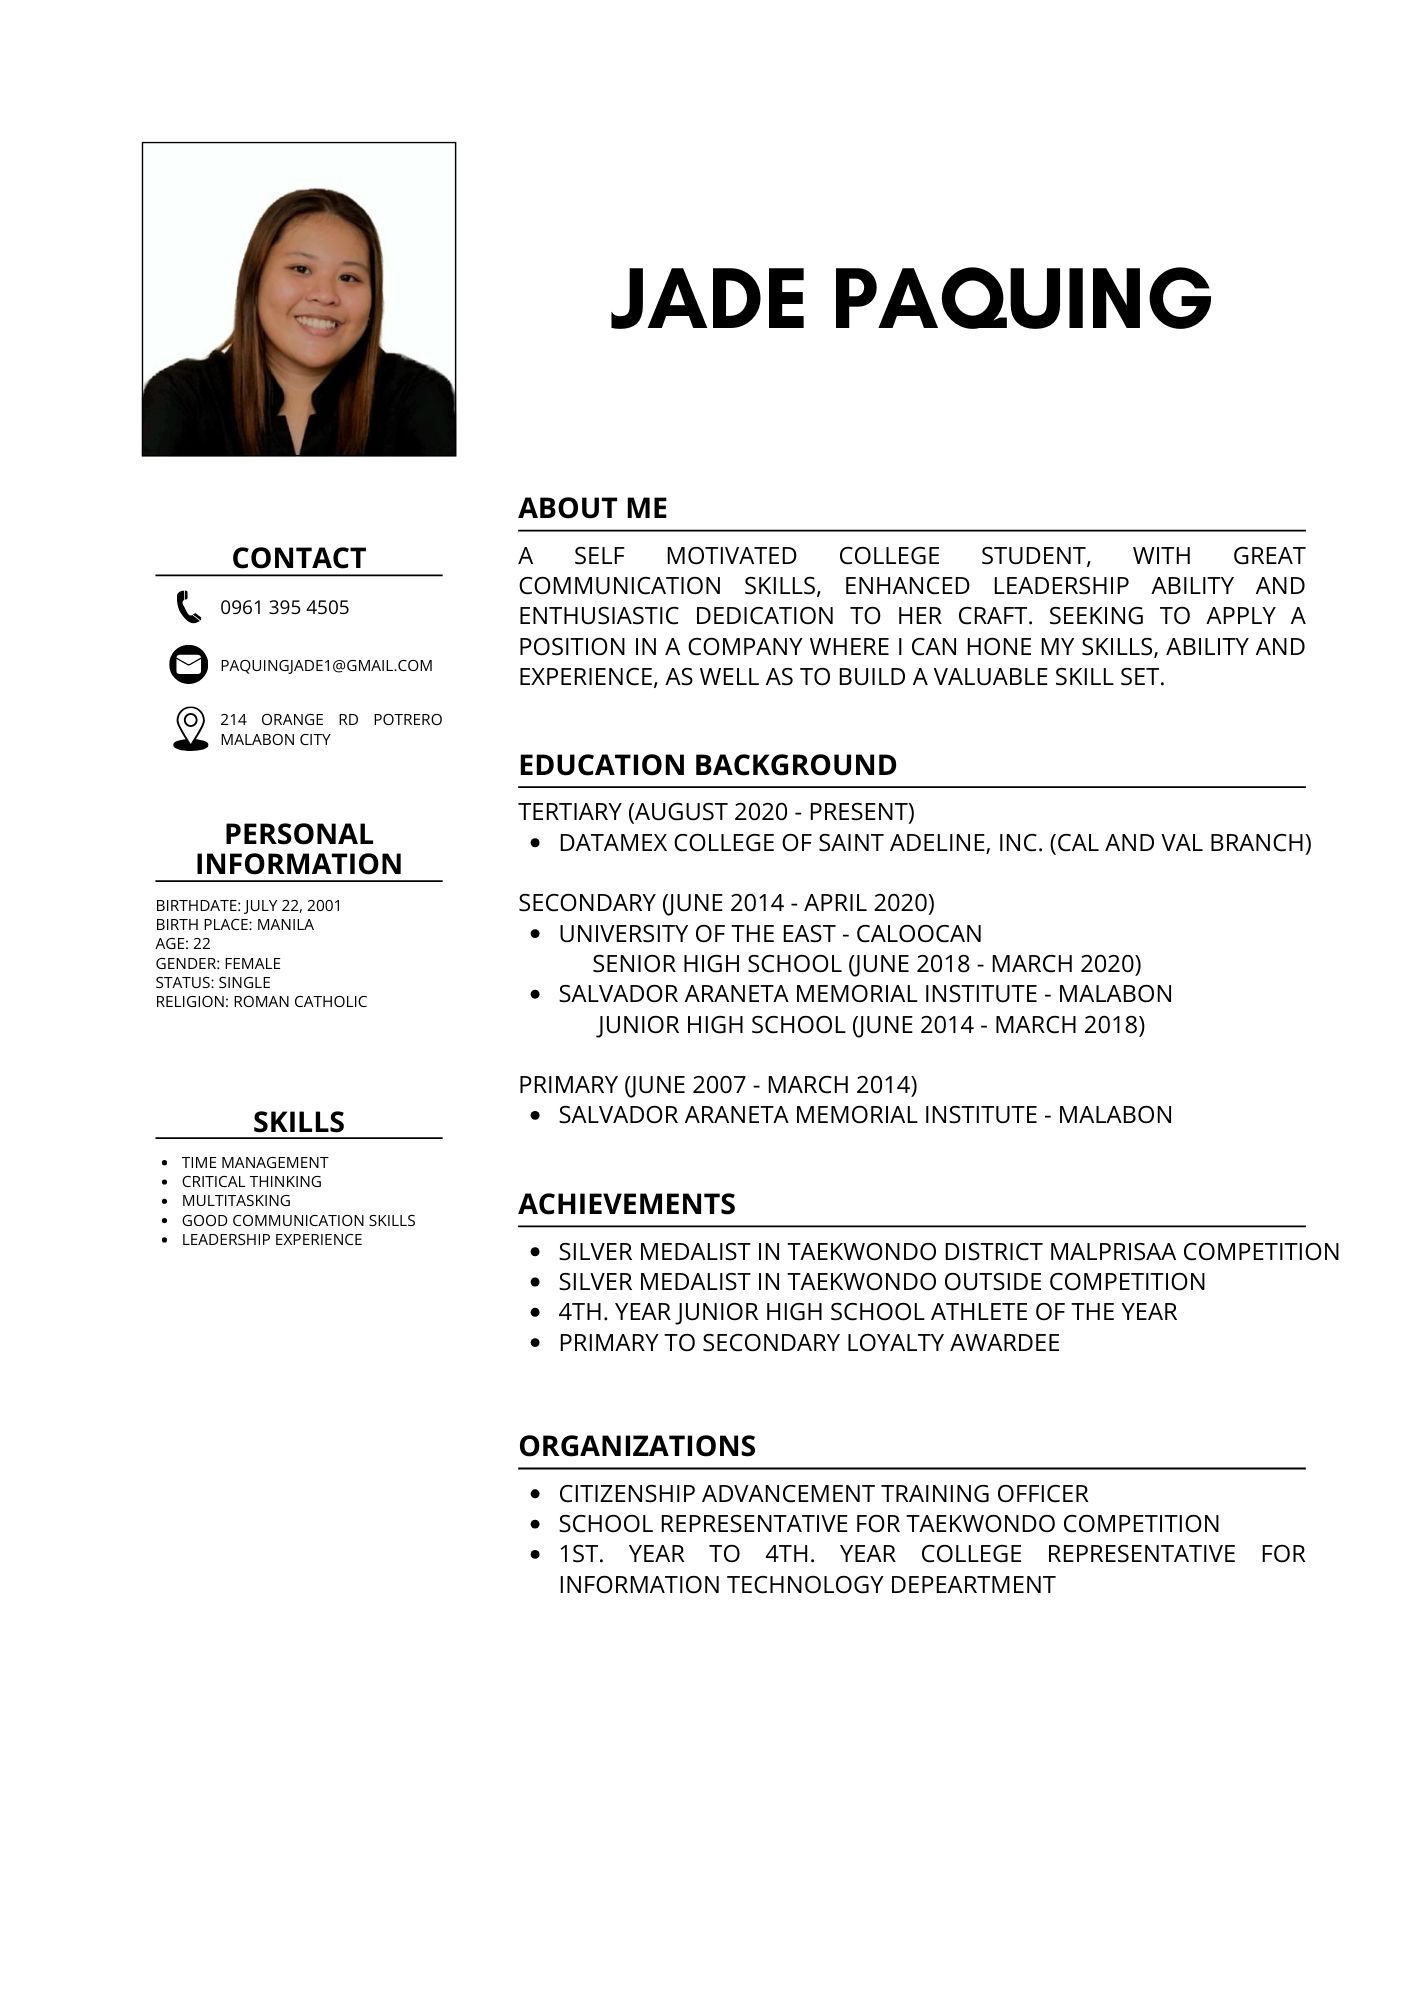 JADE PAQUING
CONTACT
0961 395 4505
PAQUINGJADE1@GMAIL.COM
214 ORANGE RD POTRERO
MALABON CITY
PERSONAL
INFORMATION
BIRTHDATE: JULY 22, 2001
BIRTH PLACE: MANILA
AGE: 22
GENDER: FEMALE
STATUS: SINGLE
RELIGION: ROMAN CATHOLIC
SKILLS
• TIME MANAGEMENT
• CRITICAL THINKING
• MULTITASKING
• GOOD COMMUNICATION SKILLS
• LEADERSHIP EXPERIENCE
ABOUT ME
A SELF MOTIVATED COLLEGE STUDENT, WITH GREAT
COMMUNICATION SKILLS, ENHANCED LEADERSHIP ABILITY AND
ENTHUSIASTIC DEDICATION TO HER CRAFT. SEEKING TO APPLY A
POSITION IN A COMPANY WHERE I CAN HONE MY SKILLS, ABILITY AND
EXPERIENCE, AS WELL AS TO BUILD A VALUABLE SKILL SET.
EDUCATION BACKGROUND
TERTIARY (AUGUST 2020 - PRESENT)
• DATAMEX COLLEGE OF SAINT ADELINE, INC. (CAL AND VAL BRANCH)
SECONDARY (JUNE 2014 - APRIL 2020)
• UNIVERSITY OF THE EAST - CALOOCAN
SENIOR HIGH SCHOOL (JUNE 2018 - MARCH 2020)
• SALVADOR ARANETA MEMORIAL INSTITUTE - MALABON
JUNIOR HIGH SCHOOL (JUNE 2014 - MARCH 2018)
PRIMARY (JUNE 2007 - MARCH 2014)
• SALVADOR ARANETA MEMORIAL INSTITUTE - MALABON
ACHIEVEMENTS
• SILVER MEDALIST IN TAEKWONDO DISTRICT MALPRISAA COMPETITION
• SILVER MEDALIST IN TAEKWONDO OUTSIDE COMPETITION
• 4TH. YEAR JUNIOR HIGH SCHOOL ATHLETE OF THE YEAR
• PRIMARY TO SECONDARY LOYALTY AWARDEE
ORGANIZATIONS
• CITIZENSHIP ADVANCEMENT TRAINING OFFICER
• SCHOOL REPRESENTATIVE FOR TAEKWONDO COMPETITION
• 1ST. YEAR TO 4TH. YEAR COLLEGE REPRESENTATIVE FOR
INFORMATION TECHNOLOGY DEPEARTMENT